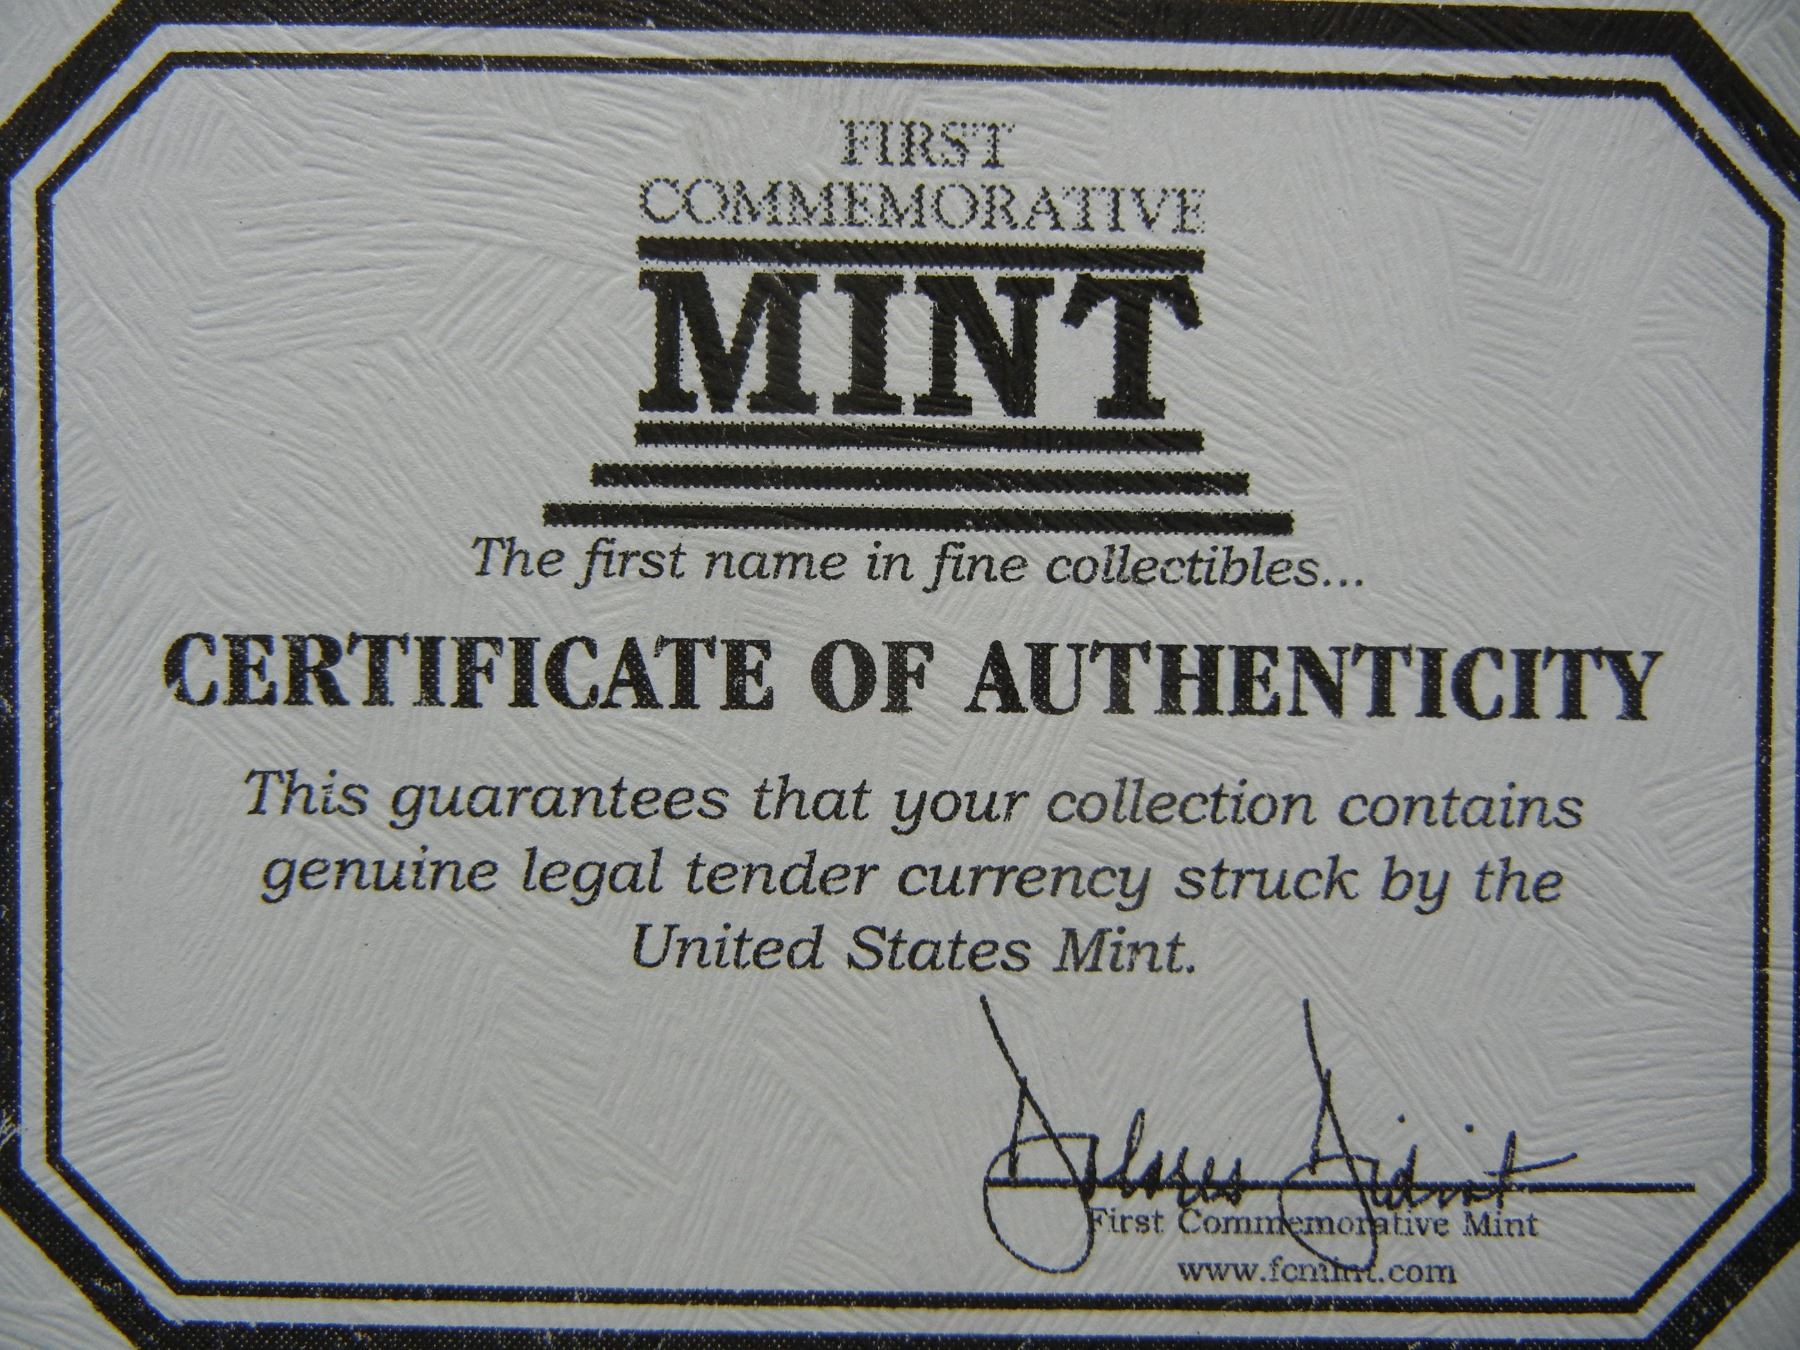 FIRST
COMMEMORATIVE
MINT
The first name in fine collectibles...
CERTIFICATE OF AUTHENTICITY
This guarantees that your collection contains
genuine legal tender currency struck by the
United States Mint.
First Commemorative Mint
www.fcmint.com